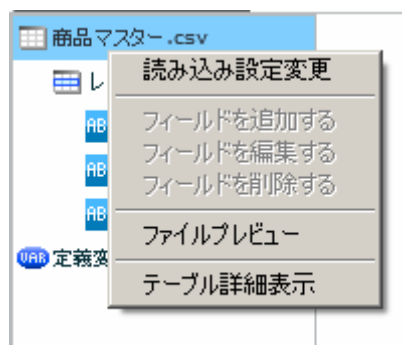 商品マスター.csv
レ
読み込み設定変更
AB
フィールドを追加する
フィールドを編集する
AB
フィールドを削除する
AB
ファイルプレビュー
VAR 定義変
テーブル詳細表示